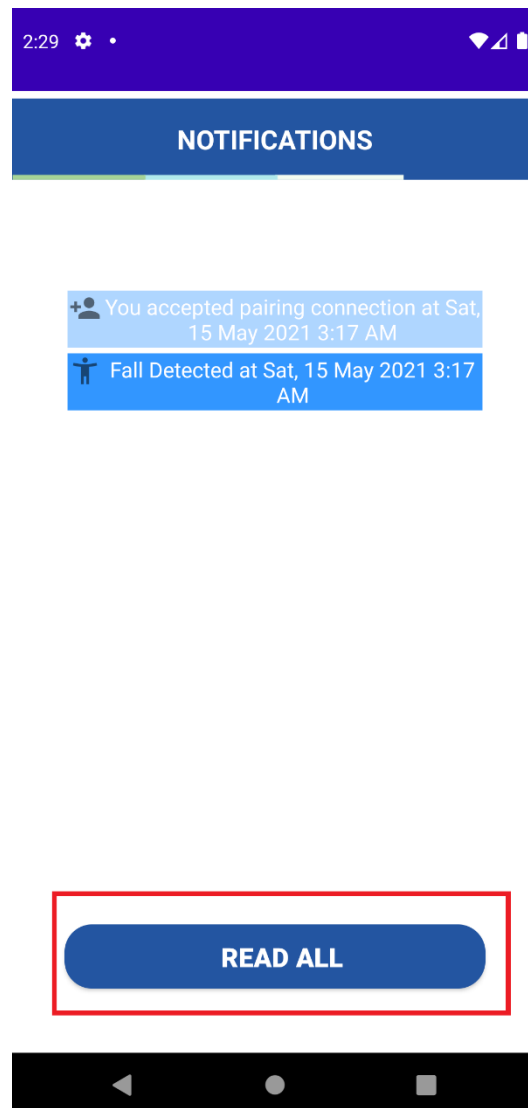 2:29
NOTIFICATIONS
You accepted pairing connection at Sat,
15 May 2021 3:17 AM
Fall Detected at Sat, 15 May 2021 3:17
AM
READ ALL